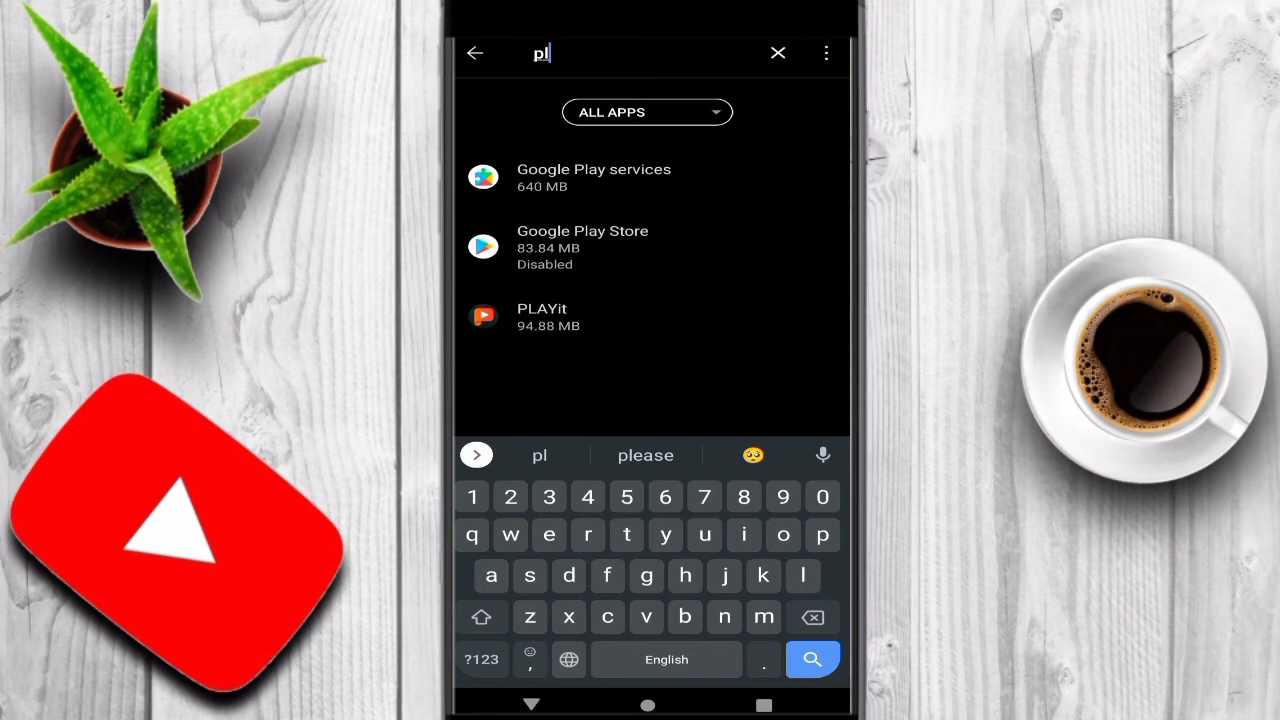 pl
ALL APPS
Google Play services
640 MB
Google Play Store
83.84 MB
Disabled
PLAYit
94.88 MB
pl please 🥺
1 2 3 4 5 6 7 8 9 0
q w e r t y u i o p
a s d f g h j k l
z x c v b n m
?123 , English .